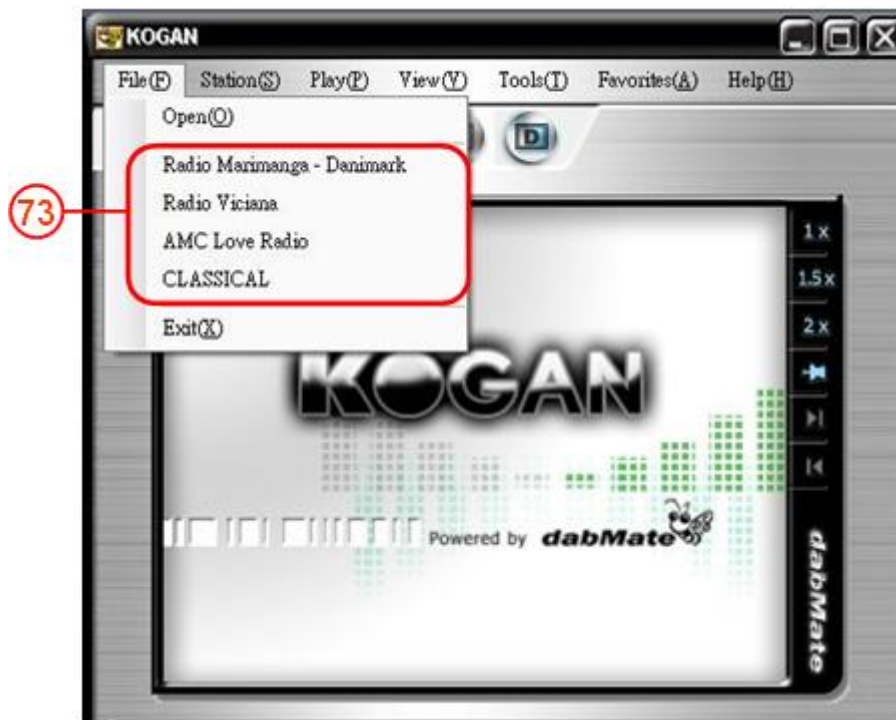 KOGAN
File(F) Station(S) Play(P) View(V) Tools(T) Favorites(A) Help(H)
Open(O)
D
Radio Marimanga - Danimark
Radio Viciana
AMC Love Radio
CLASSICAL
Exit(X)
73
1x
1.5x
2x
KOGAN
Powered by dabMate
dabMate